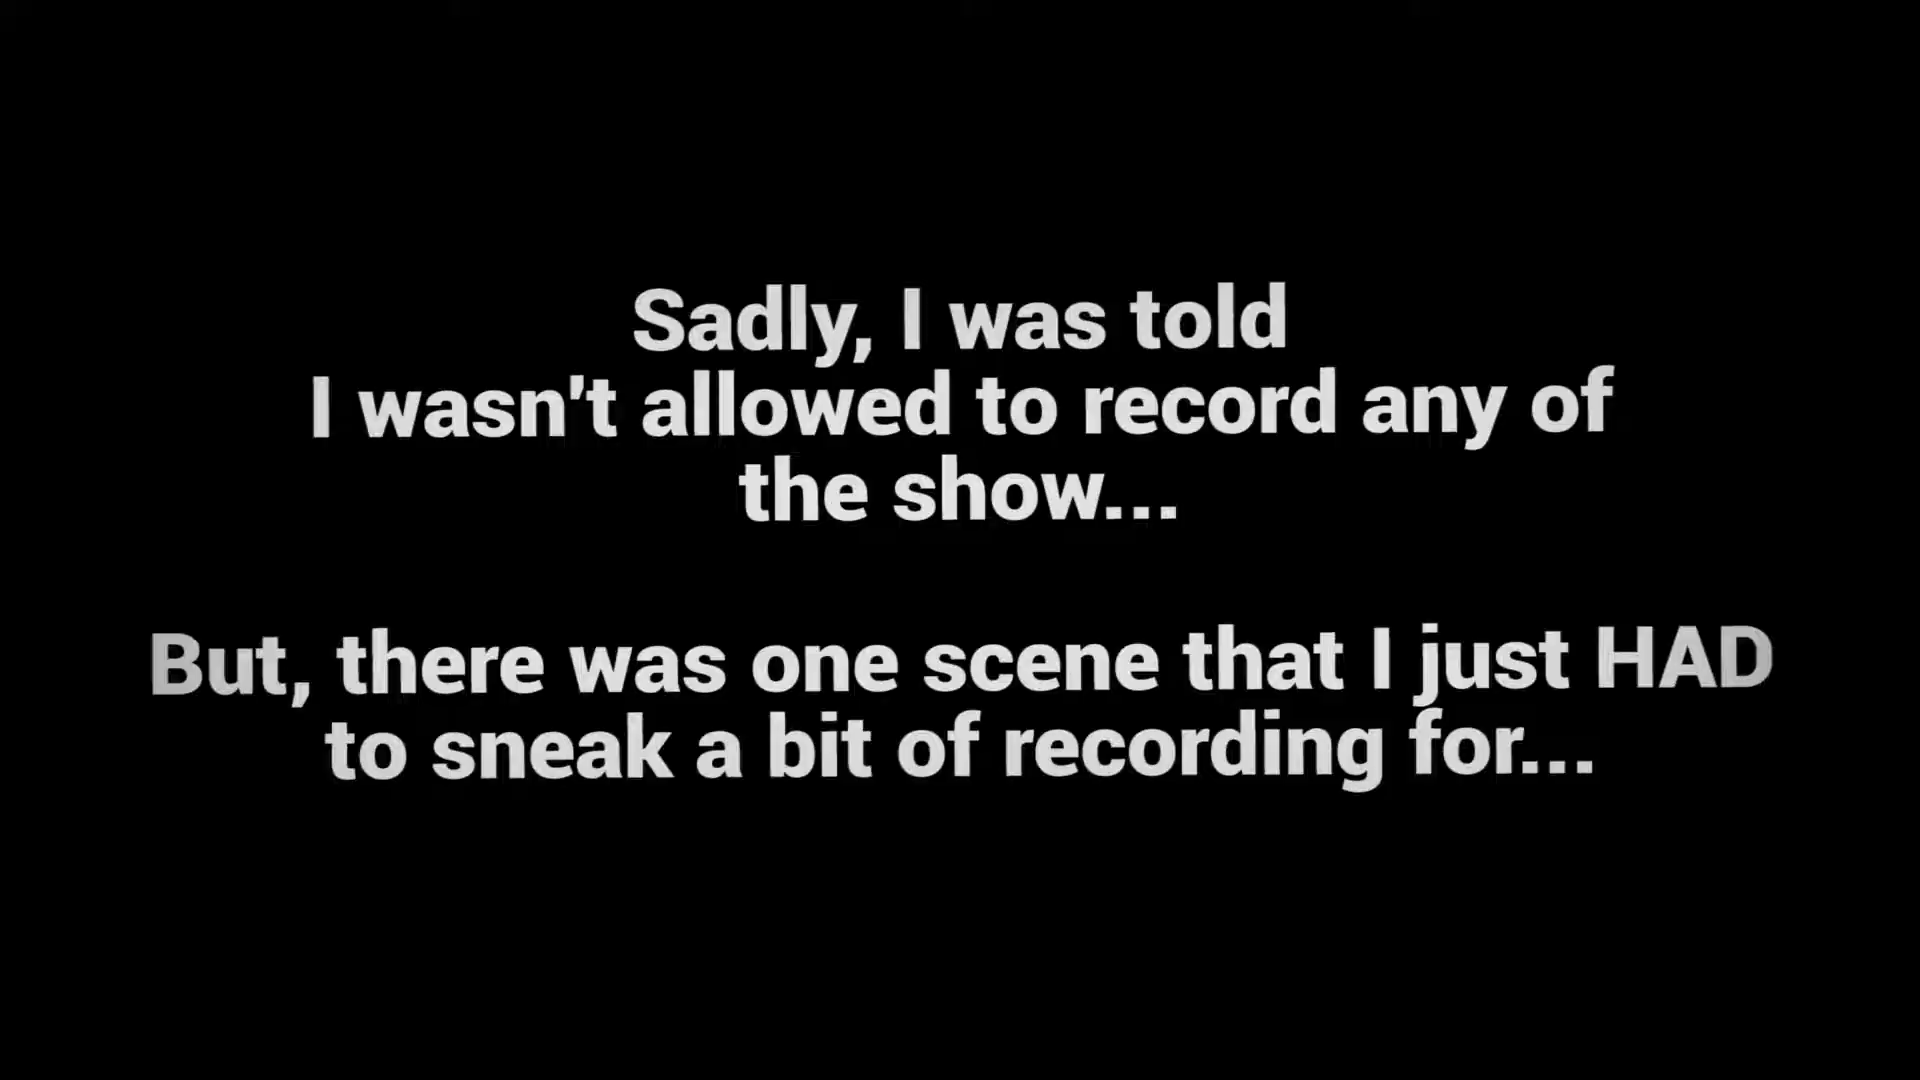 Sadly, I was told
I wasn't allowed to record any of
the show...
But, there was one scene that I just HAD
to sneak a bit of recording for...